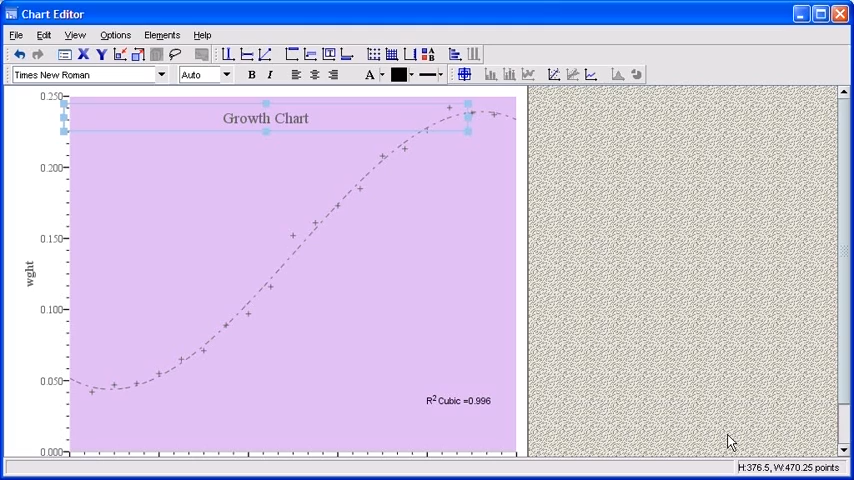 Chart Editor
File Edit View Options Elements Help
X Y
Times New Roman Auto B I A
0.250
Growth Chart
0.200
0.150
wght
0.100
0.050
R2 Cubic =0.996
0.000
H:376.5, W:470.25 points